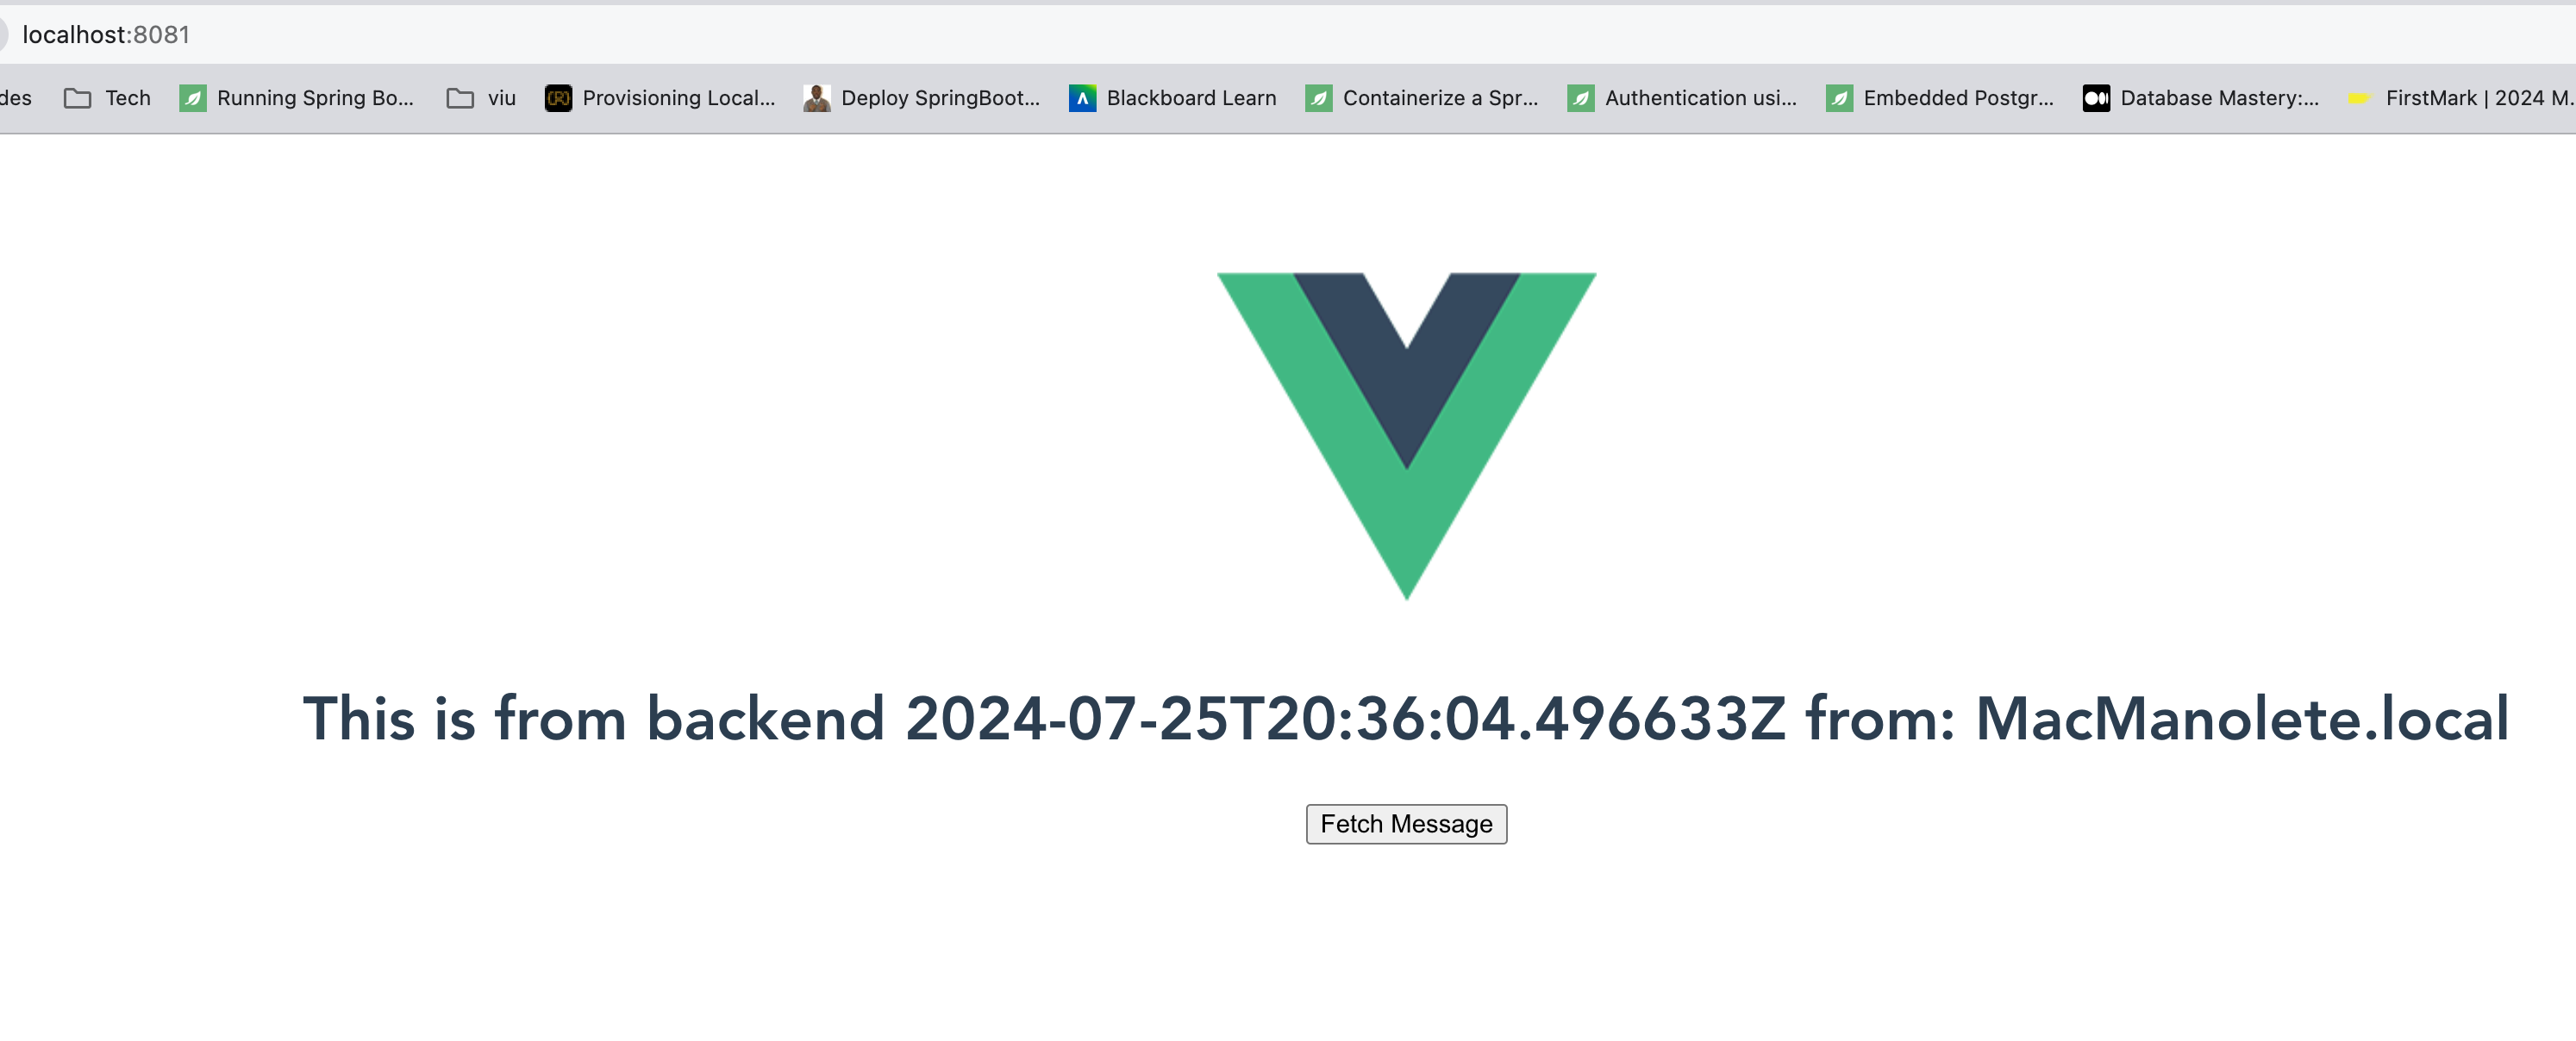 localhost:8081
des Tech Running Spring Bo... viu Provisioning Local... Deploy SpringBoot... Blackboard Learn Containerize a Spr... Authentication usi... Embedded Postgr... Database Mastery:... FirstMark | 2024 M.
This is from backend 2024-07-25T20:36:04.496633Z from: MacManolete.local
Fetch Message